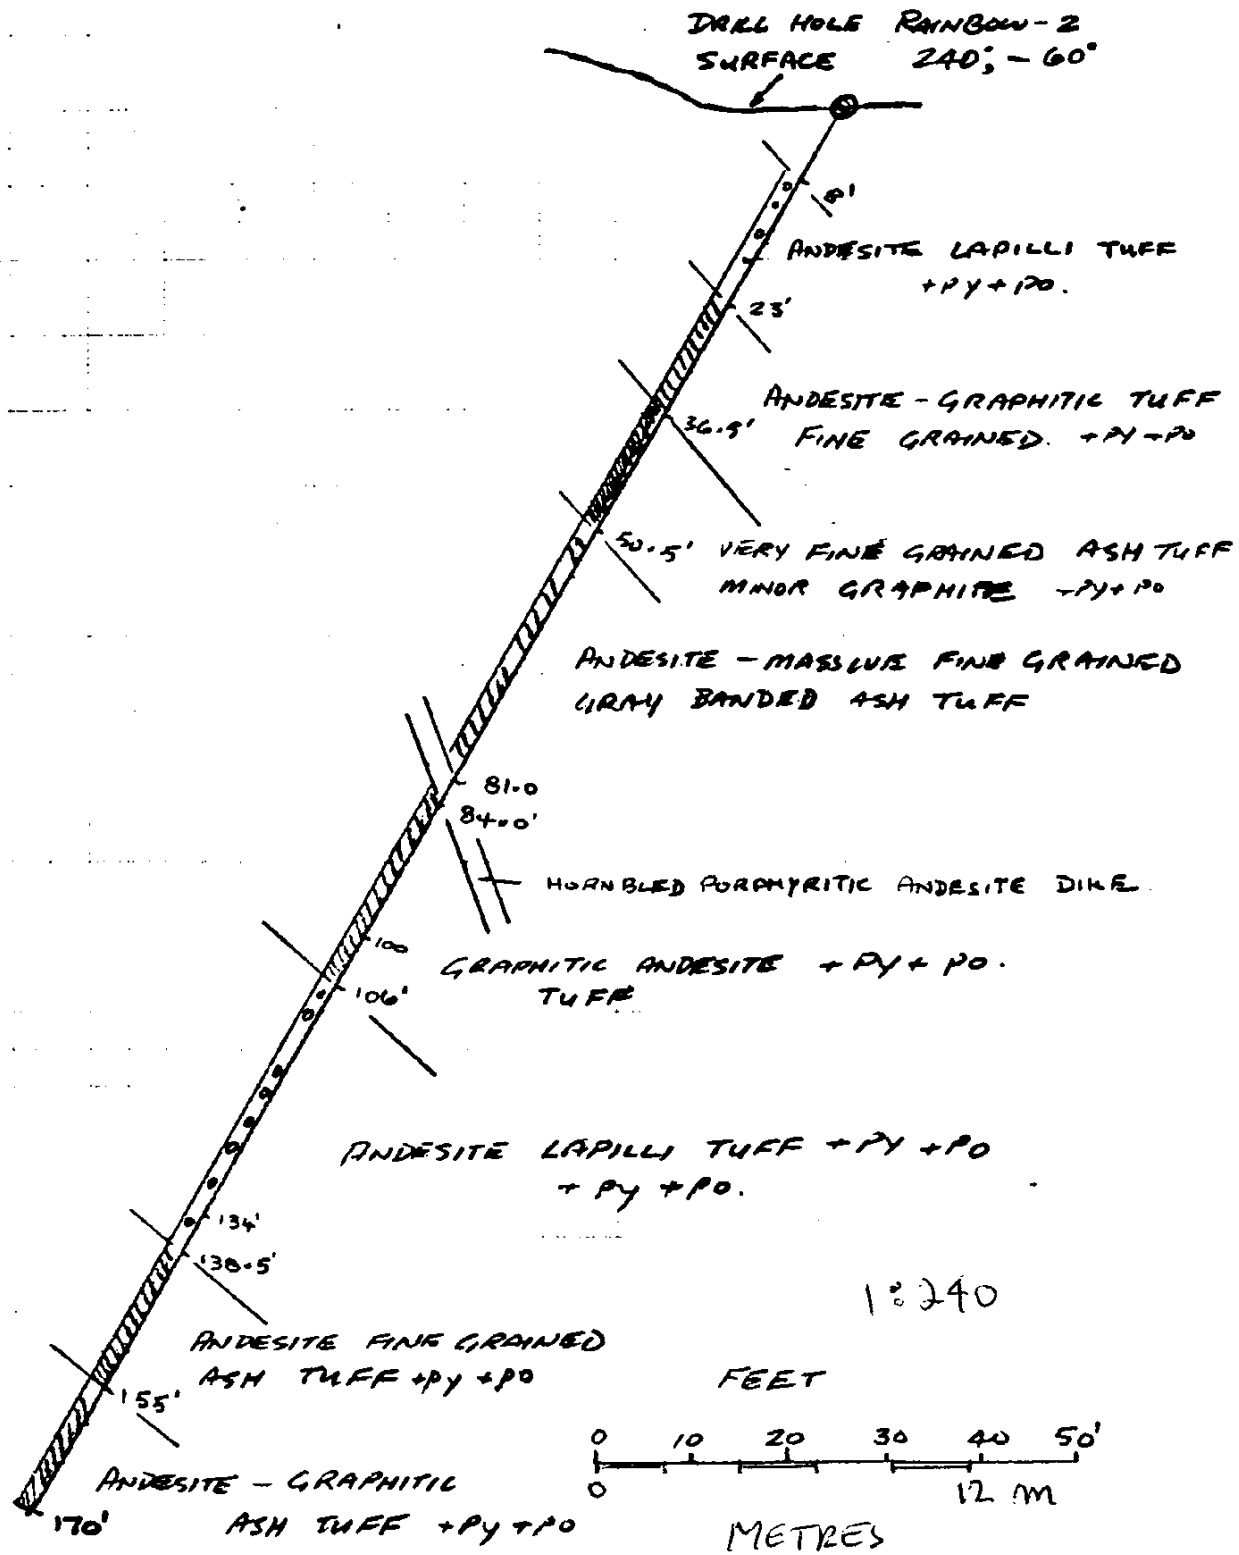 DRILL HOLE RAINBOW-2
SURFACE 240°, -60°
8'
ANDESITE LAPILLI TUFF
+PY+PO.
23'
ANDESITE - GRAPHITIC TUFF
36.9'
FINE GRAINED. +PY+PO
50.5' VERY FINE GRAINED ASH TUFF
MINOR GRAPHITE +PY+PO
ANDESITE - MASSIVE FINE GRAINED
GRAY BANDED ASH TUFF
81.0
84.0'
HORNBLED PORPHYRITIC ANDESITE DIKE
100
GRAPHITIC ANDESITE + PY + PO.
106'
TUFF
ANDESITE LAPILLI TUFF + PY + PO
+ PY + PO.
134'
138.5'
1:240
ANDESITE FINE GRAINED
ASH TUFF +PY +PO
155'
FEET
0 10 20 30 40 50'
0 12 m
METRES
ANDESITE - GRAPHITIC
ASH TUFF +PY +PO
170'